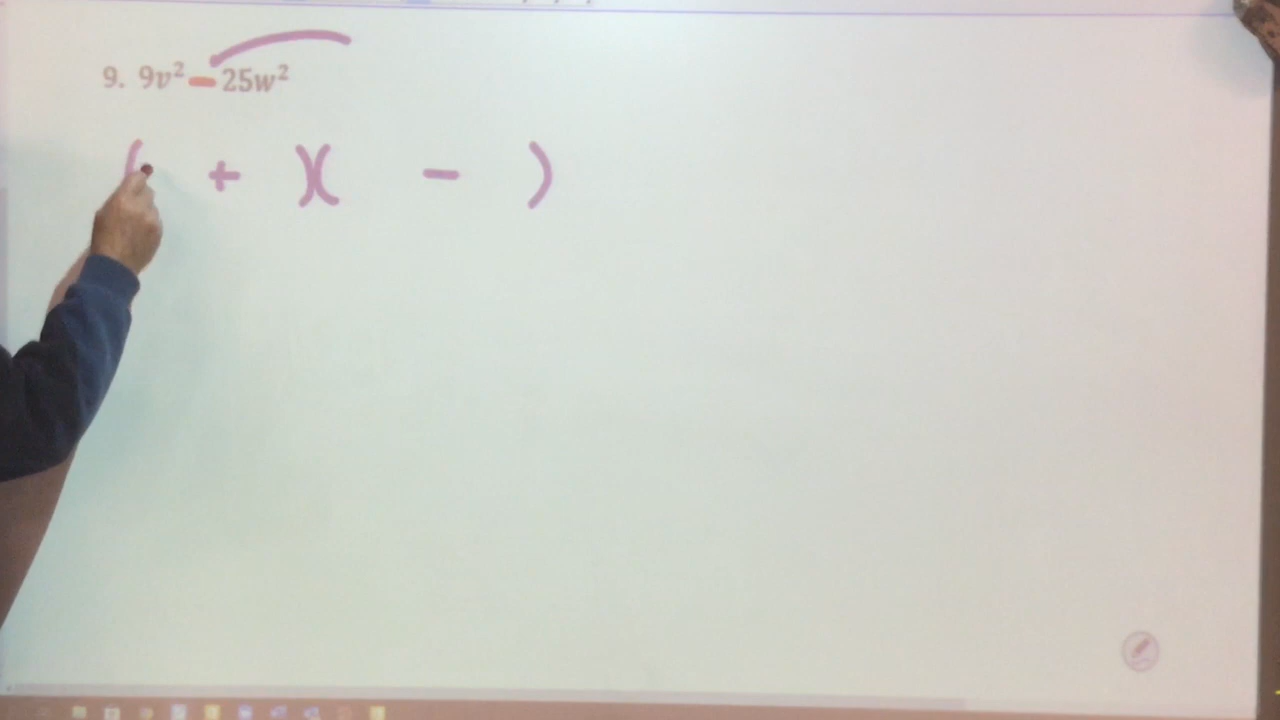 9. 9v² – 25w²
( + )( - )